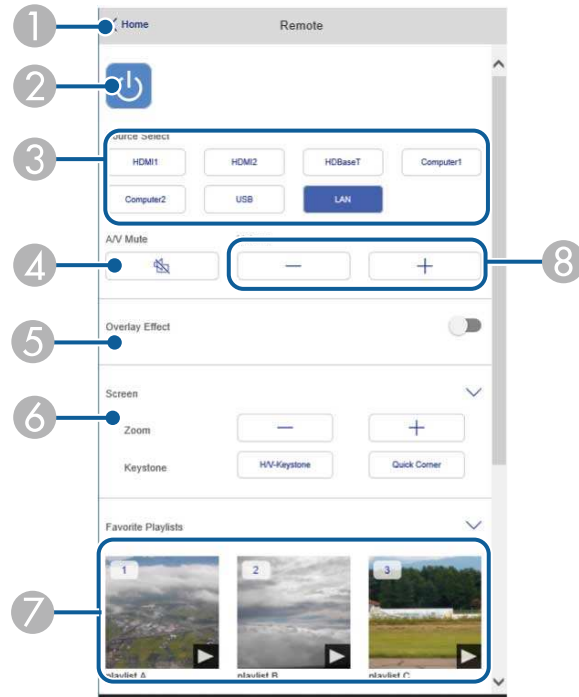 1
Home
Remote
2
Source Select
3
HDMI1 HDMI2 HDBaseT Computer1
Computer2 USB LAN
A/V Mute
4
8
Overlay Effect
5
Screen
6
Zoom
Keystone H/V-Keystone Quick Corner
Favorite Playlists
1 2 3
7
playlist A playlist B playlist C